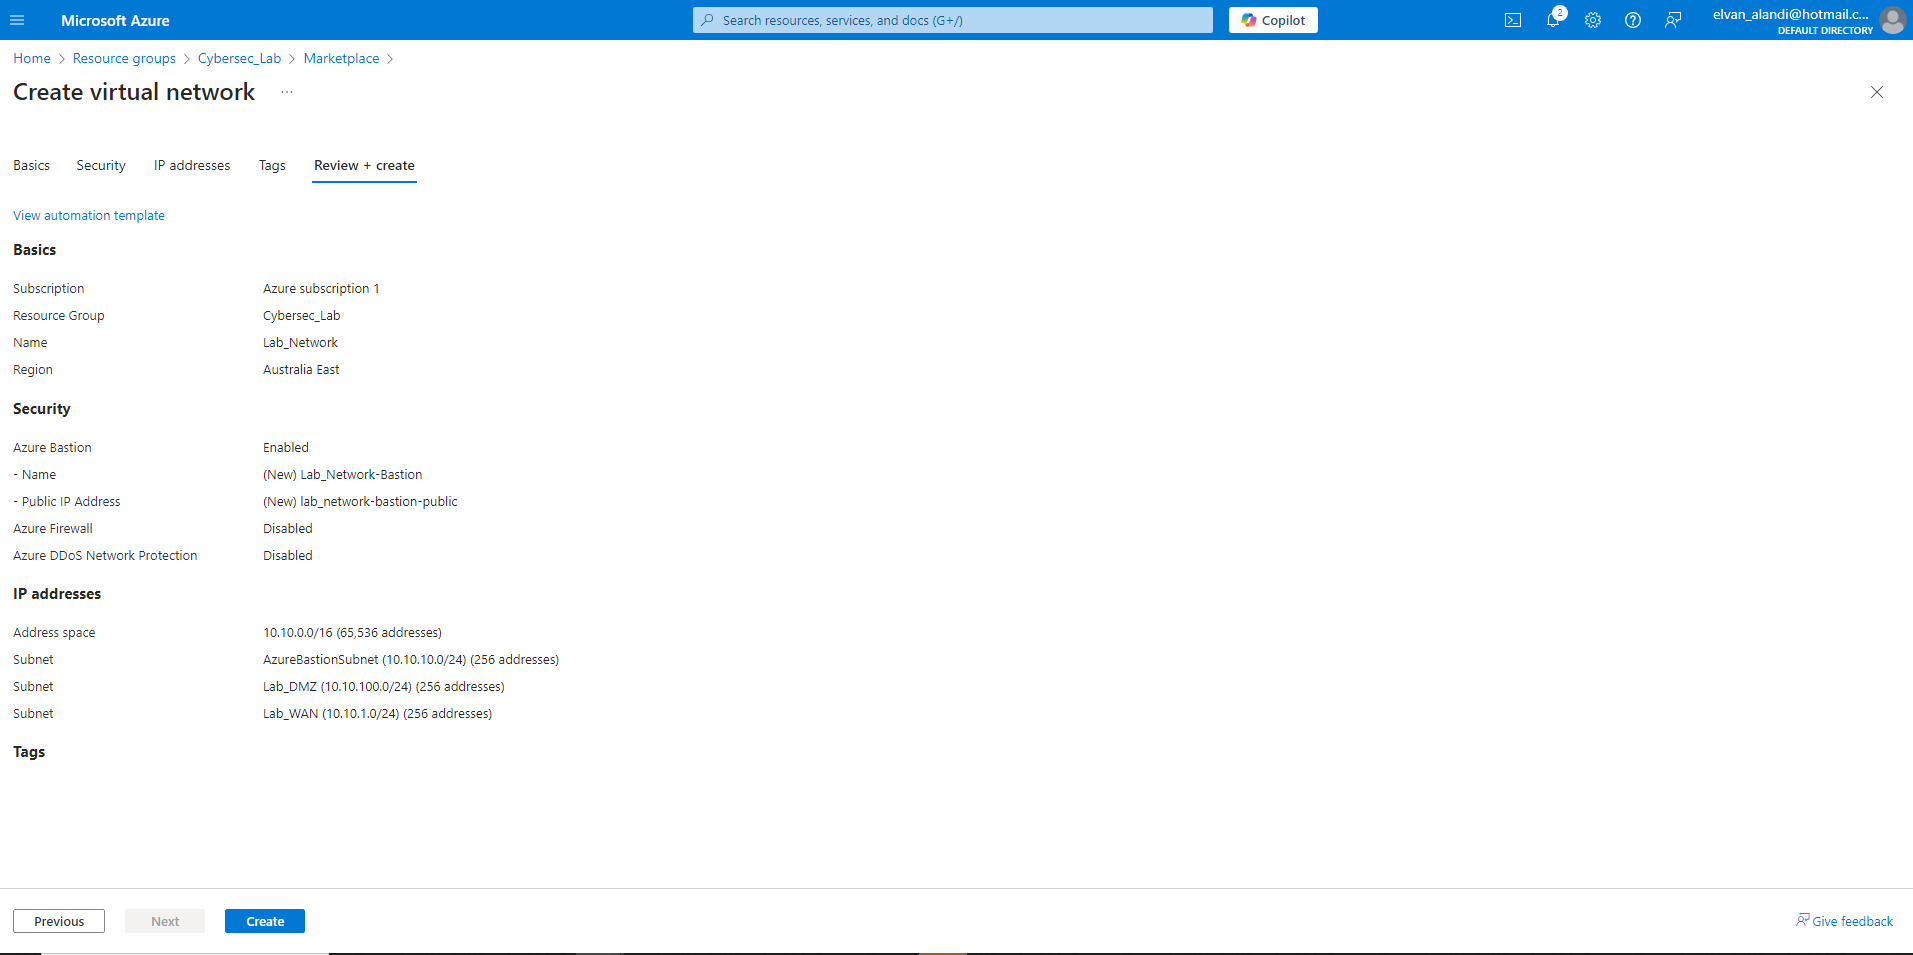 Microsoft Azure
Search resources, services, and docs (G+/)
Copilot
2
elvan_alandi@hotmail.c...
DEFAULT DIRECTORY
Home > Resource groups > Cybersec_Lab > Marketplace >
Create virtual network ...
Basics Security IP addresses Tags Review + create
View automation template
Basics
Subscription Azure subscription 1
Resource Group Cybersec_Lab
Name Lab_Network
Region Australia East
Security
Azure Bastion Enabled
- Name (New) Lab_Network-Bastion
- Public IP Address (New) lab_network-bastion-public
Azure Firewall Disabled
Azure DDoS Network Protection Disabled
IP addresses
Address space 10.10.0.0/16 (65,536 addresses)
Subnet AzureBastionSubnet (10.10.10.0/24) (256 addresses)
Subnet Lab_DMZ (10.10.100.0/24) (256 addresses)
Subnet Lab_WAN (10.10.1.0/24) (256 addresses)
Tags
Previous Next Create Give feedback